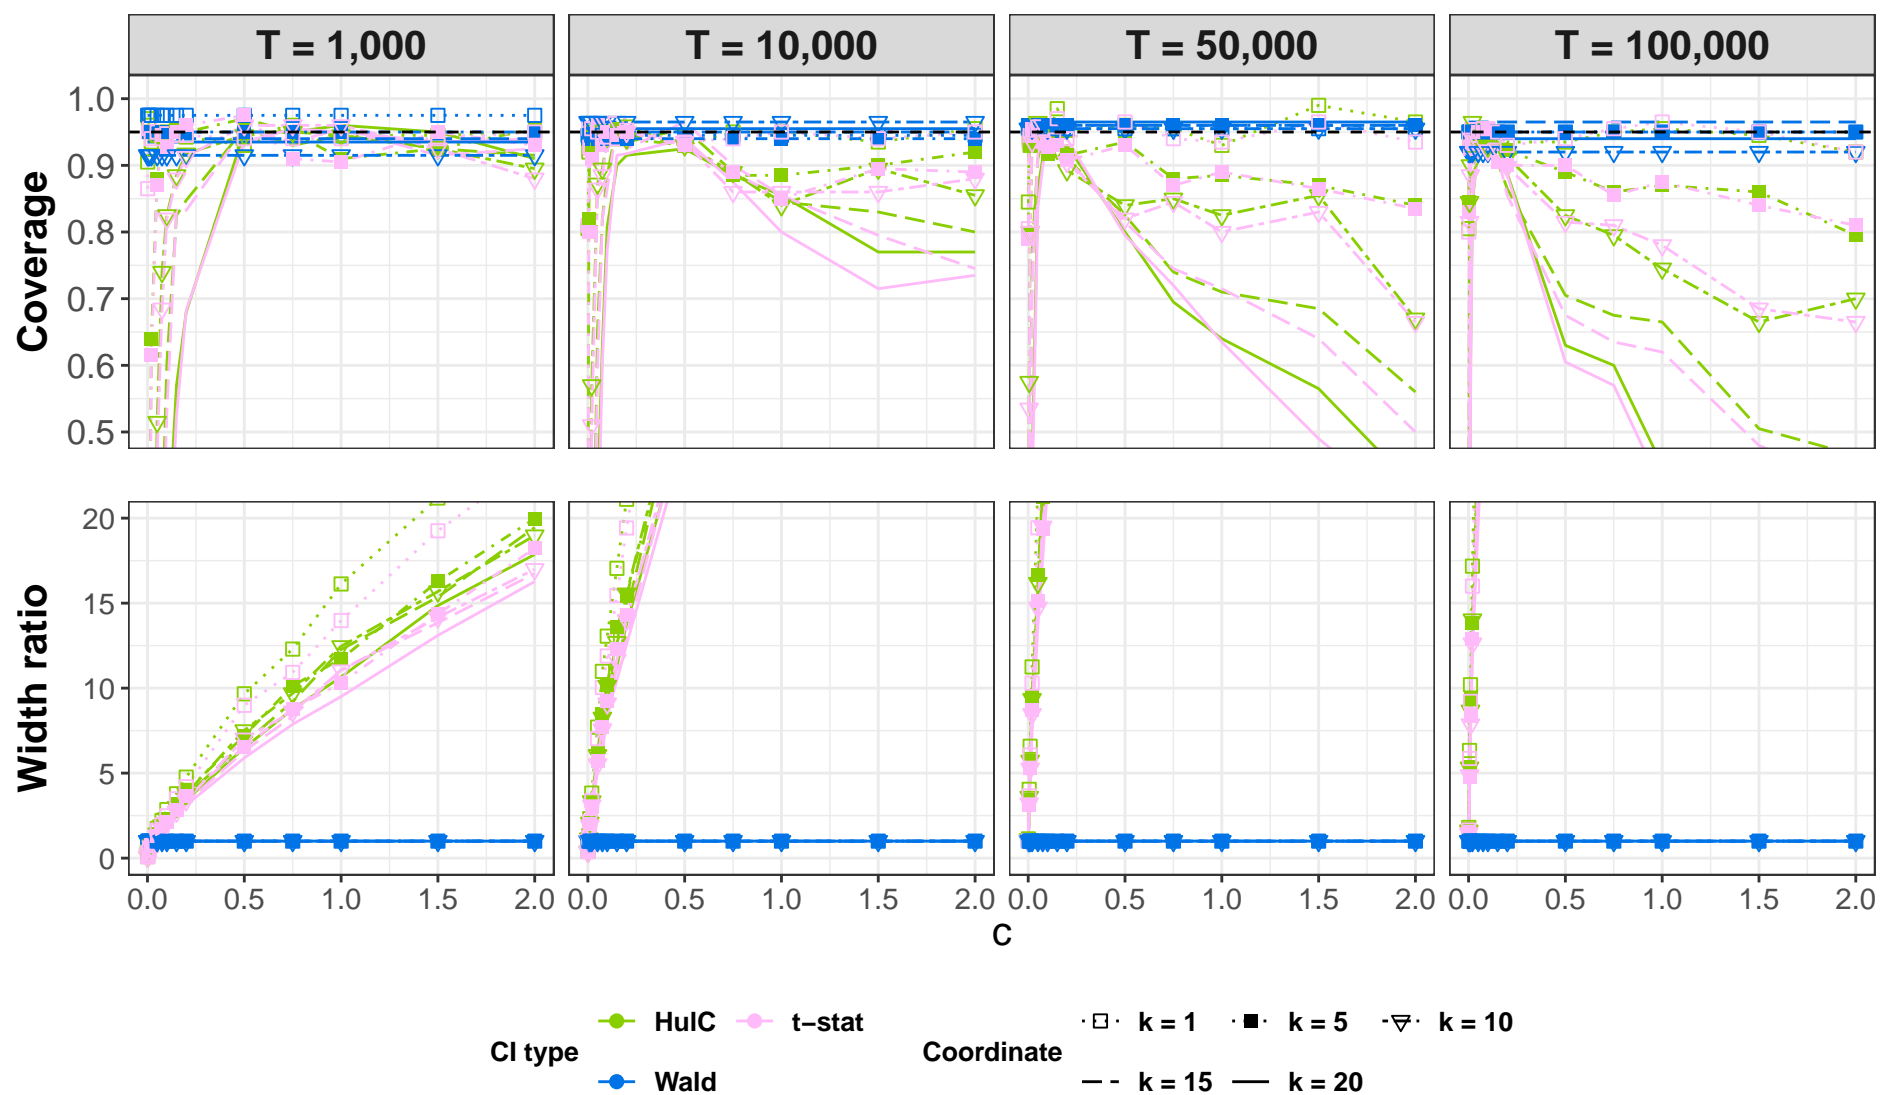 T = 1,000 T = 10,000 T = 50,000 T = 100,000
Coverage
1.0
0.9
0.8
0.7
0.6
0.5
Width ratio
20
15
10
5
0
0.0 0.5 1.0 1.5 2.0 0.0 0.5 1.0 1.5 2.0 0.0 0.5 1.0 1.5 2.0 0.0 0.5 1.0 1.5 2.0
c
CI type
HulC t−stat
Wald
Coordinate
k = 1 k = 5 k = 10
k = 15 k = 20